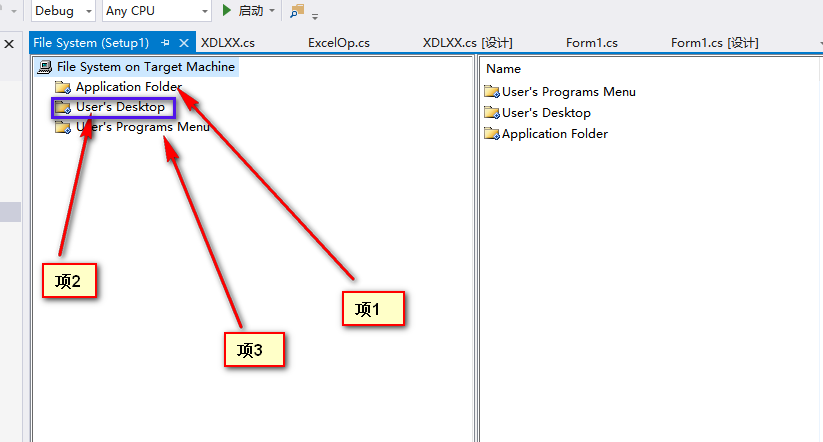 Debug Any CPU 启动
File System (Setup1) XDLXX.cs ExcelOp.cs XDLXX.cs [设计] Form1.cs Form1.cs [设计]
File System on Target Machine
Application Folder
User's Desktop
User's Programs Menu
Name
User's Programs Menu
User's Desktop
Application Folder
项2
项1
项3